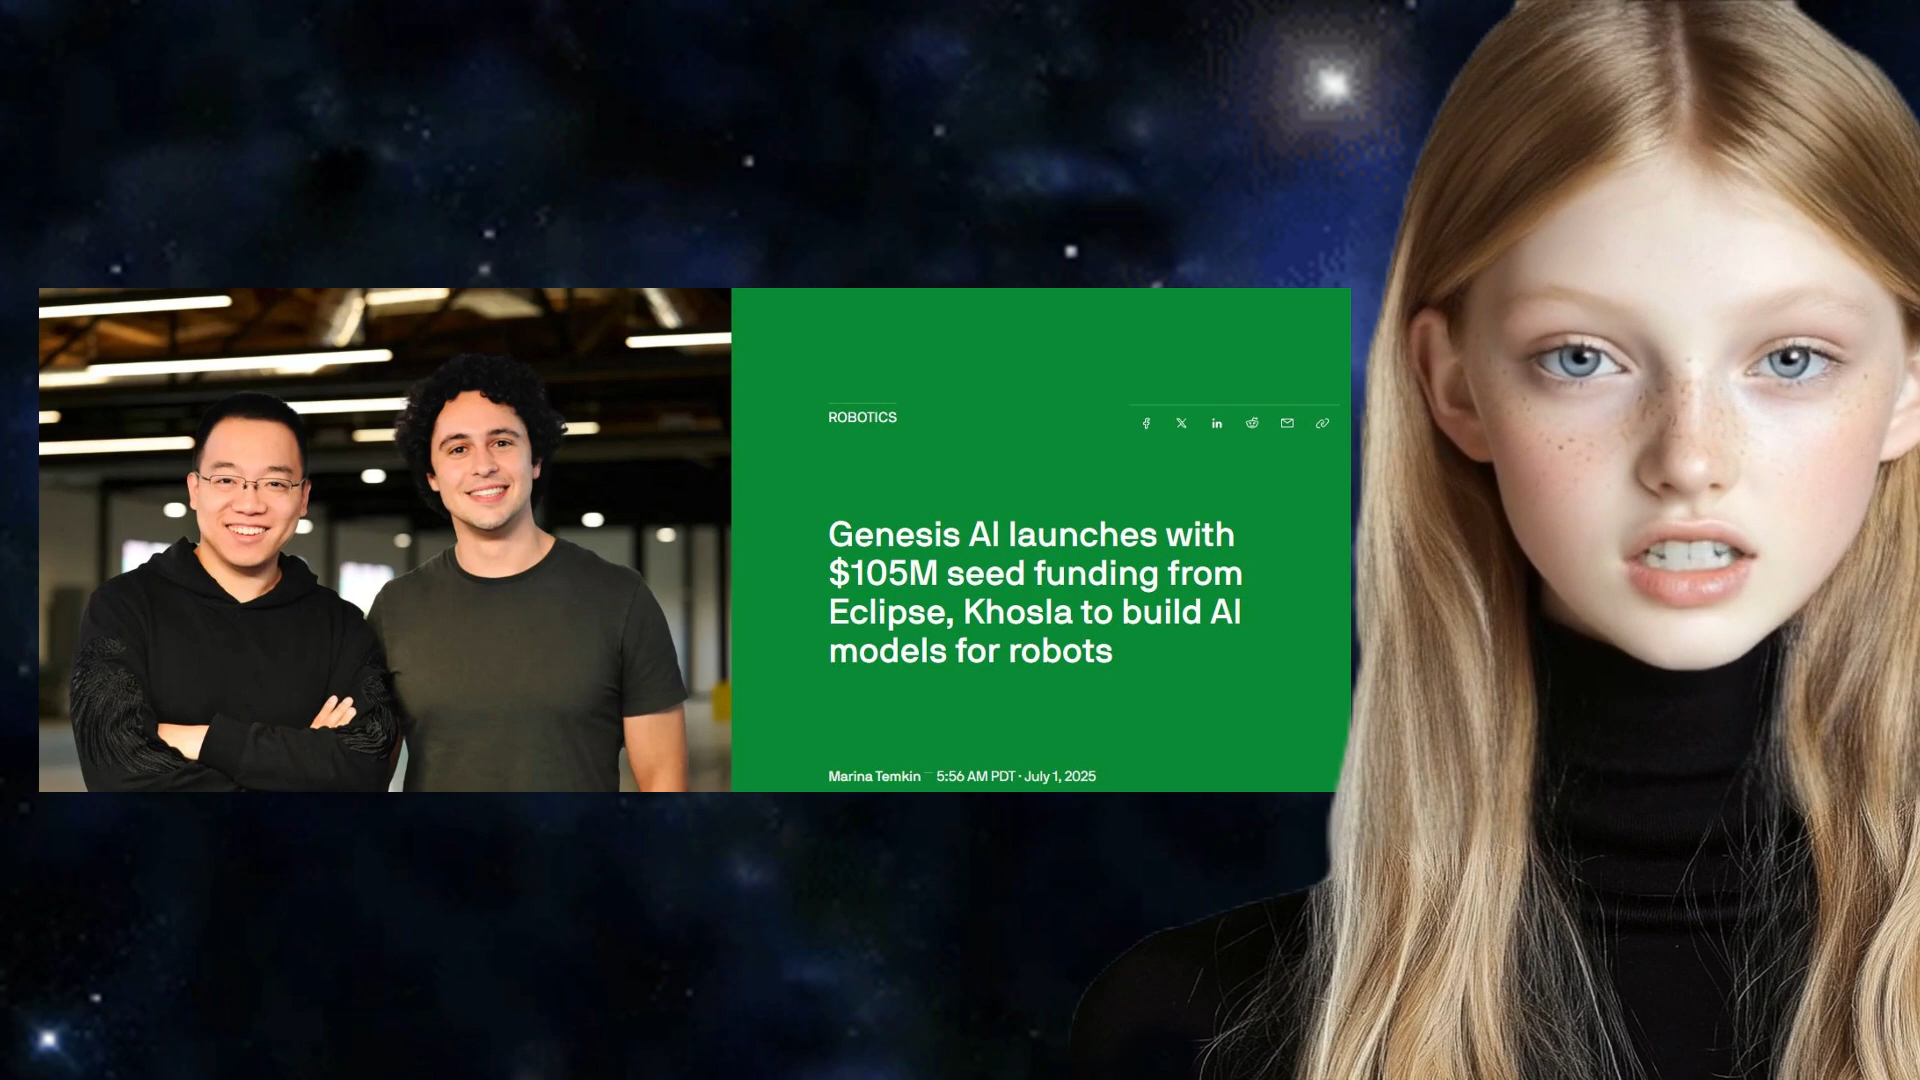 ROBOTICS
Genesis AI launches with
$105M seed funding from
Eclipse, Khosla to build AI
models for robots
Marina Temkin — 5:56 AM PDT · July 1, 2025